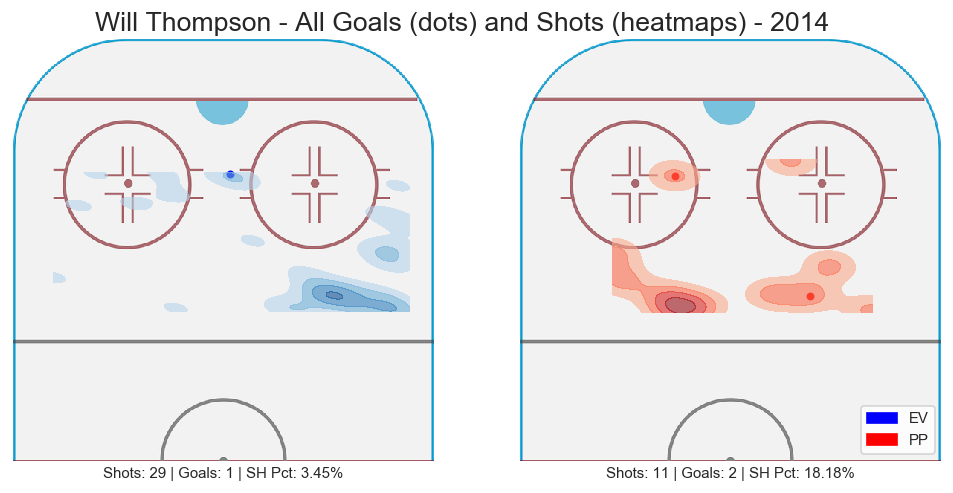 Will Thompson - All Goals (dots) and Shots (heatmaps) - 2014
EV
PP
Shots: 29 | Goals: 1 | SH Pct: 3.45%
Shots: 11 | Goals: 2 | SH Pct: 18.18%